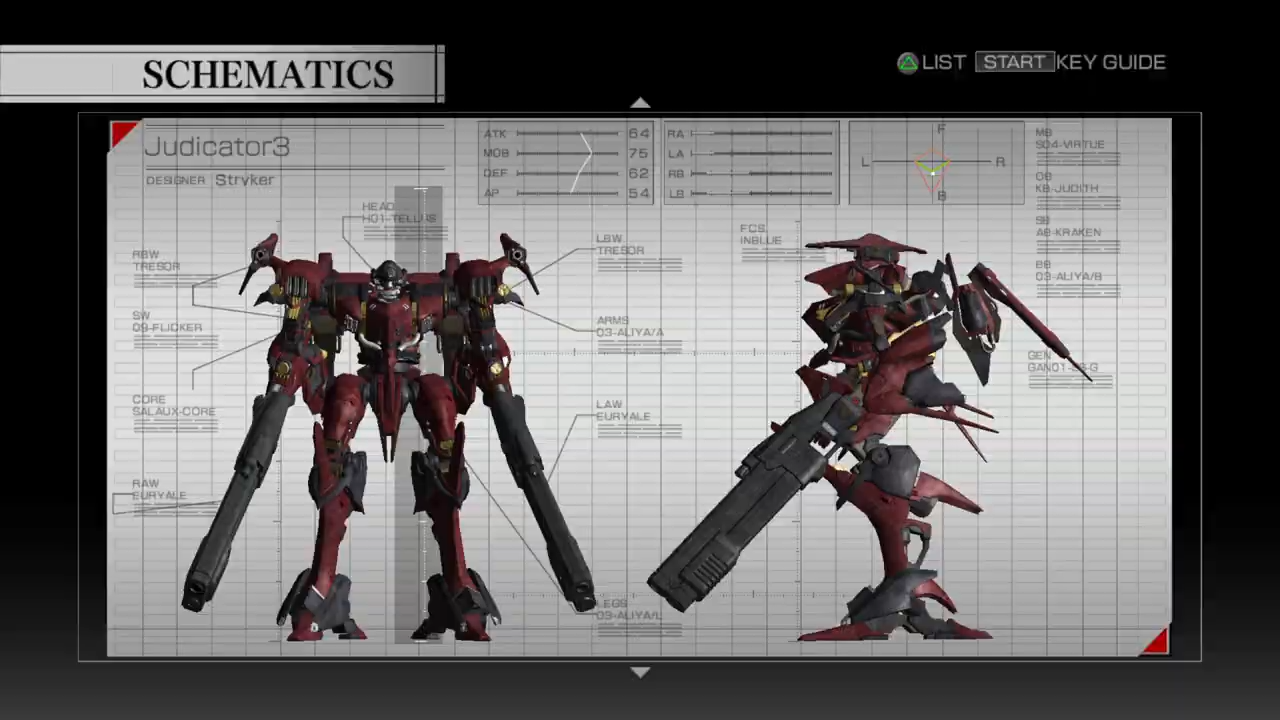 SCHEMATICS
LIST START KEY GUIDE
Judicator3
DESIGNER Stryker
ATK 64
MOB 75
DEF 62
AP 54
RA
LA
RB
LB
F
L R
B
MB
S04-VIRTUE
OB
KB-JUDITH
SB
AB-KRAKEN
BB
03-ALIYA/B
GEN
HEAD
H01-TELLUS
RBW
TRESOR
SW
09-FLICKER
CORE
SALAUX-CORE
RAW
EURYALE
LBW
TRESOR
ARMS
03-ALIYA/A
LAW
EURYALE
LEGS
03-ALIYA/L
FCS
INBLUE